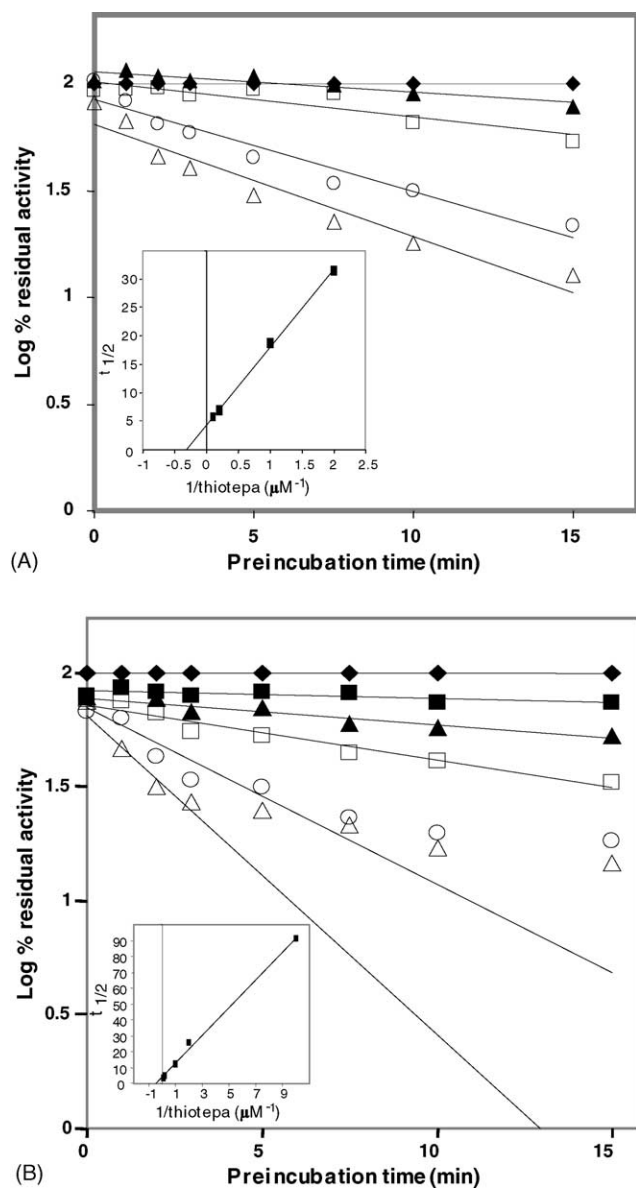 2
1.5
1
0.5
0
Log % residual activity
0 5 10 15
Preincubation time (min)
(A)
35
30
25
20
15
10
5
0
t 1/2
-1 -0.5 0 0.5 1 1.5 2 2.5
1/thiotepa (µM-1)
2
1.5
1
0.5
0
Log % residual activity
0 5 10 15
Preincubation time (min)
(B)
90
80
70
60
50
40
30
20
10
0
t 1/2
-1 1 3 5 7 9
1/thiotepa (µM-1)